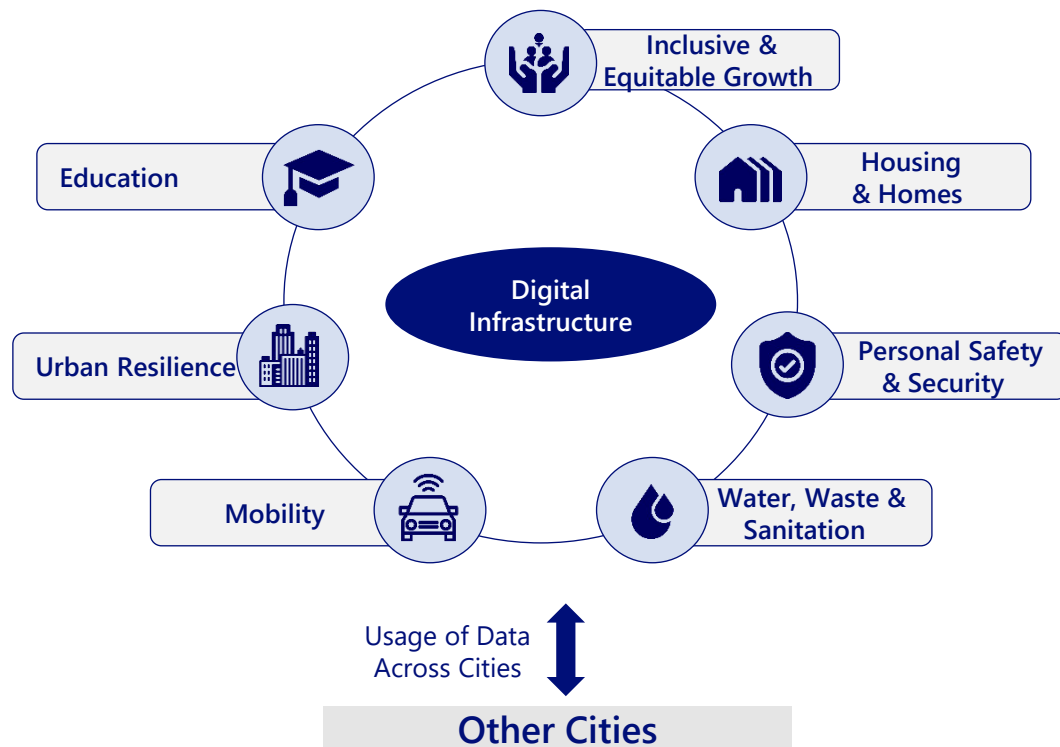 Inclusive &
Equitable Growth
Education
Housing
& Homes
Digital
Infrastructure
Urban Resilience
Personal Safety
& Security
Mobility
Water, Waste &
Sanitation
Usage of Data
Across Cities
Other Cities